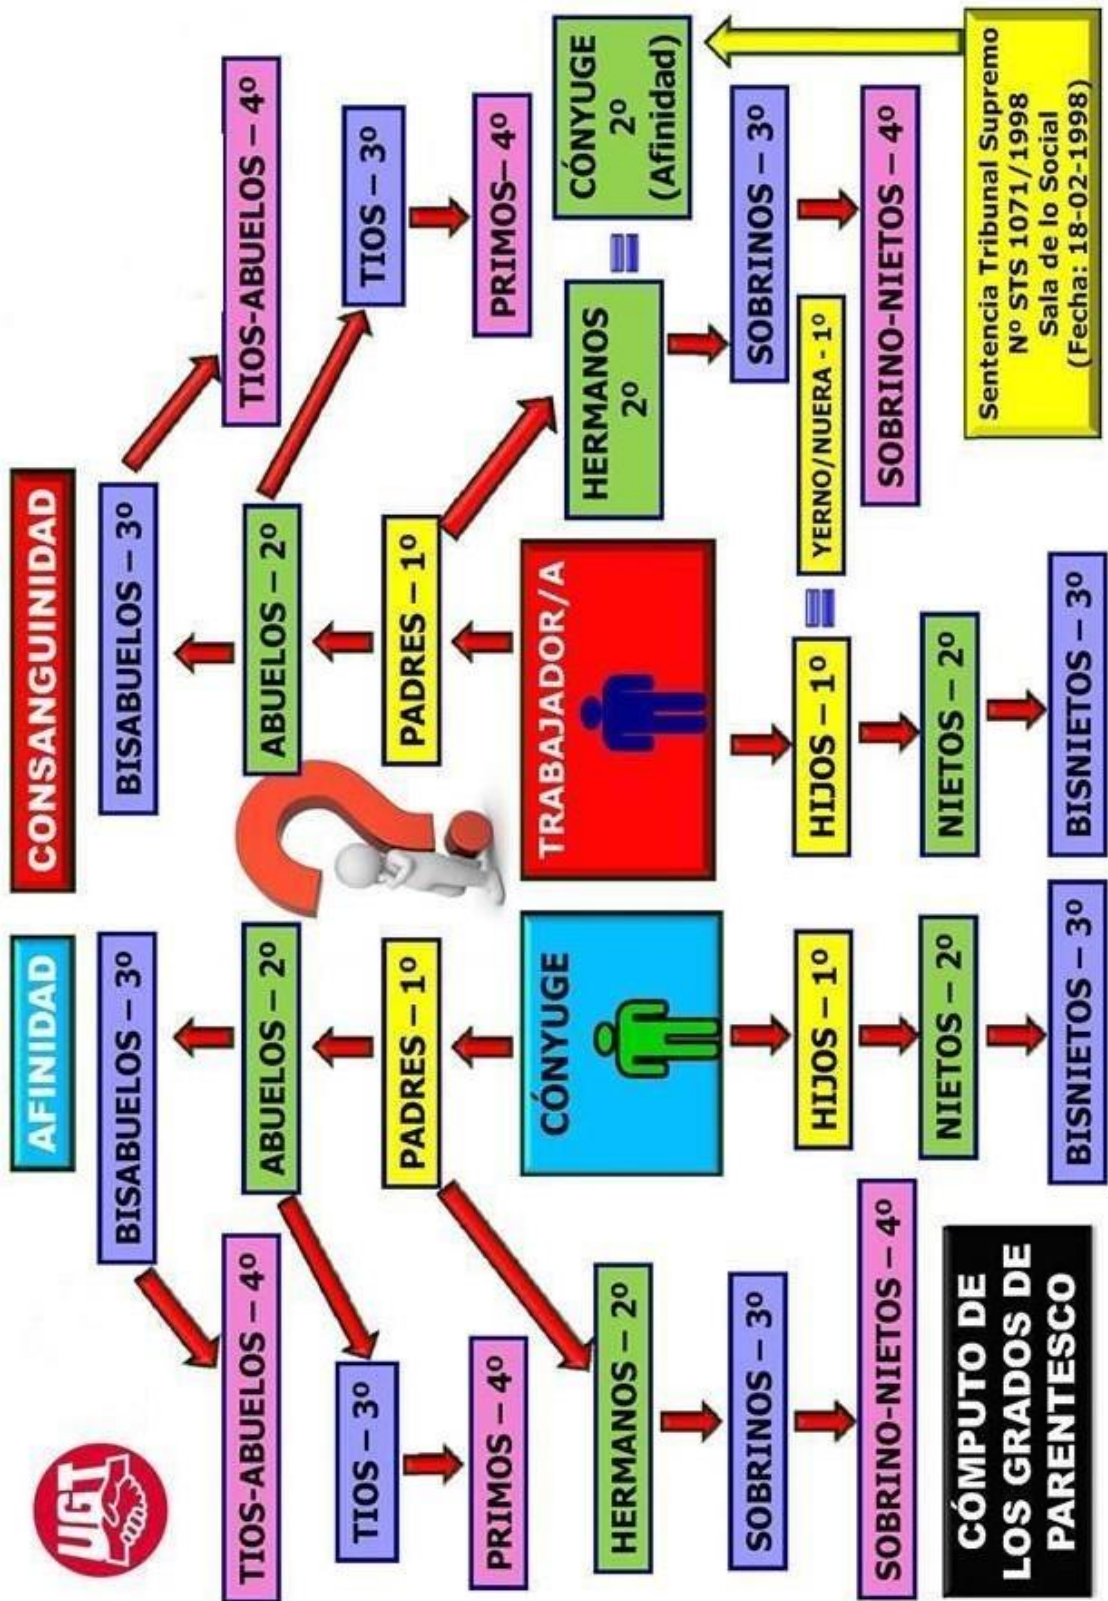 UGT
AFINIDAD
CONSANGUINIDAD
BISABUELOS – 3º
BISABUELOS – 3º
TIOS-ABUELOS – 4º
ABUELOS – 2º
ABUELOS – 2º
TIOS-ABUELOS – 4º
TIOS – 3º
PADRES – 1º
PADRES – 1º
TIOS – 3º
PRIMOS – 4º
PRIMOS– 4º
CÓNYUGE
TRABAJADOR/A
HERMANOS – 2º
HERMANOS
2º
CÓNYUGE
2º
(Afinidad)
SOBRINOS – 3º
HIJOS – 1º
HIJOS – 1º
YERNO/NUERA - 1º
SOBRINOS – 3º
SOBRINO-NIETOS – 4º
NIETOS – 2º
NIETOS – 2º
SOBRINO-NIETOS – 4º
CÓMPUTO DE
LOS GRADOS DE
PARENTESCO
BISNIETOS – 3º
BISNIETOS – 3º
Sentencia Tribunal Supremo
Nº STS 1071/1998
Sala de lo Social
(Fecha: 18-02-1998)